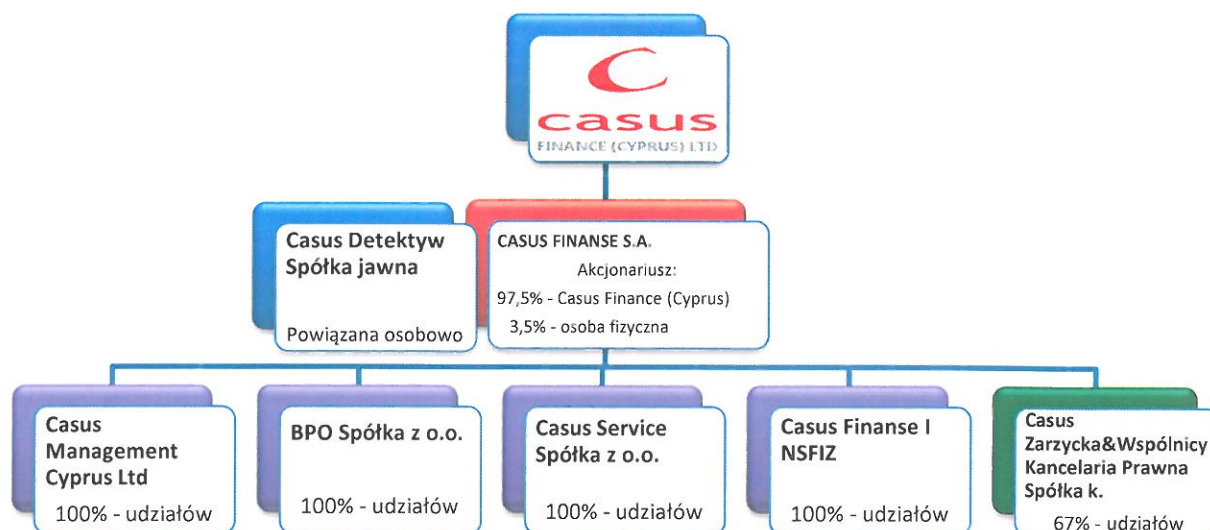 C
casus
FINANCE (CYPRUS) LTD
Casus Detektyw
Spółka jawna
Powiązana osobowo
CASUS FINANSE S.A.
Akcjonariusz:
97,5% - Casus Finance (Cyprus)
3,5% - osoba fizyczna
Casus
Management
Cyprus Ltd
100% - udziałów
BPO Spółka z o.o.
100% - udziałów
Casus Service
Spółka z o.o.
100% - udziałów
Casus Finanse I
NSFIZ
100% - udziałów
Casus
Zarzycka&Wspólnicy
Kancelaria Prawna
Spółka k.
67% - udziałów